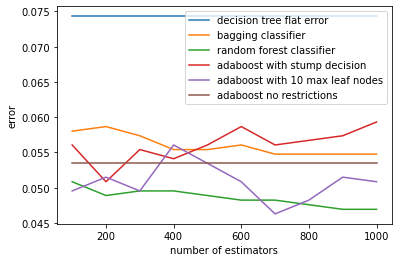 0.075
0.070
0.065
0.060
0.055
0.050
0.045
error
decision tree flat error
bagging classifier
random forest classifier
adaboost with stump decision
adaboost with 10 max leaf nodes
adaboost no restrictions
200 400 600 800 1000
number of estimators